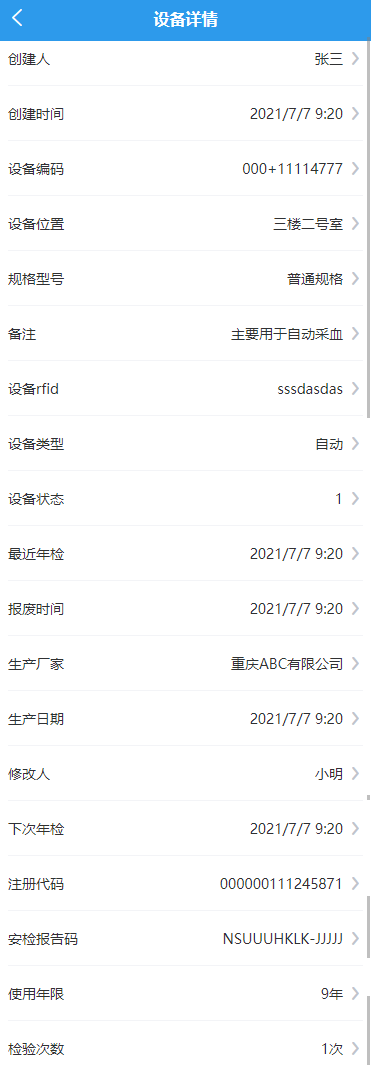 设备详情
创建人 张三
创建时间 2021/7/7 9:20
设备编码 000+11114777
设备位置 三楼二号室
规格型号 普通规格
备注 主要用于自动采血
设备rfid sssdasdas
设备类型 自动
设备状态 1
最近年检 2021/7/7 9:20
报废时间 2021/7/7 9:20
生产厂家 重庆ABC有限公司
生产日期 2021/7/7 9:20
修改人 小明
下次年检 2021/7/7 9:20
注册代码 000000111245871
安检报告码 NSUUUHKLK-JJJJJ
使用年限 9年
检验次数 1次